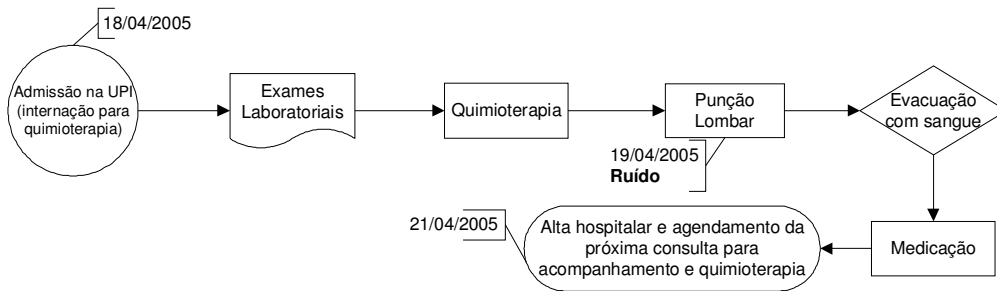 18/04/2005
Admissão na UPI
(internação para
quimioterapia)
Exames
Laboratoriais
Quimioterapia
Punção
Lombar
Evacuação
com sangue
19/04/2005
Ruído
21/04/2005
Alta hospitalar e agendamento da
próxima consulta para
acompanhamento e quimioterapia
Medicação